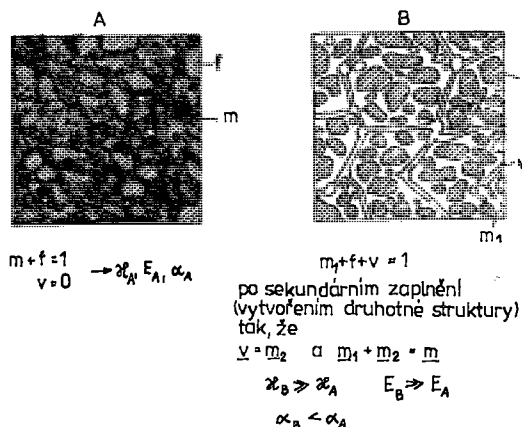 A
f
m
m + f = 1
v = 0 → ϰA, EA, αA
B
v
m1
m1 + f + v = 1
po sekundárním zaplnění
(vytvořením druhotné struktury)
ták, že
v = m2 a m1 + m2 = m
ϰB ≫ ϰA EB ≫ EA
αB < αA